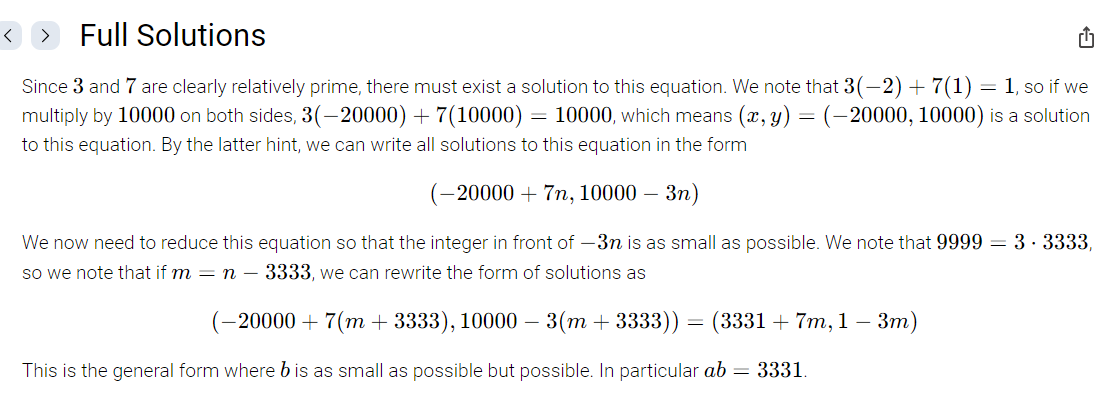 Full Solutions
Since 3 and 7 are clearly relatively prime, there must exist a solution to this equation. We note that 3(−2) + 7(1) = 1, so if we
multiply by 10000 on both sides, 3(−20000) + 7(10000) = 10000, which means (x, y) = (−20000, 10000) is a solution
to this equation. By the latter hint, we can write all solutions to this equation in the form
(−20000 + 7n, 10000 − 3n)
We now need to reduce this equation so that the integer in front of −3n is as small as possible. We note that 9999 = 3 · 3333,
so we note that if m = n − 3333, we can rewrite the form of solutions as
(−20000 + 7(m + 3333), 10000 − 3(m + 3333)) = (3331 + 7m, 1 − 3m)
This is the general form where b is as small as possible but possible. In particular ab = 3331.